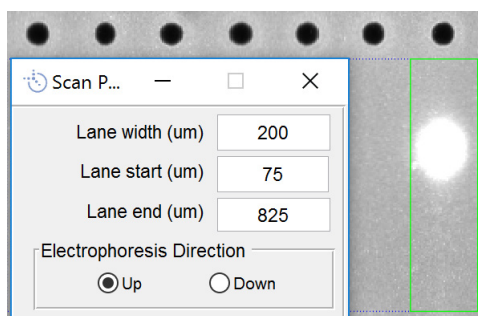 Scan P...
Lane width (um) 200
Lane start (um) 75
Lane end (um) 825
Electrophoresis Direction
Up Down